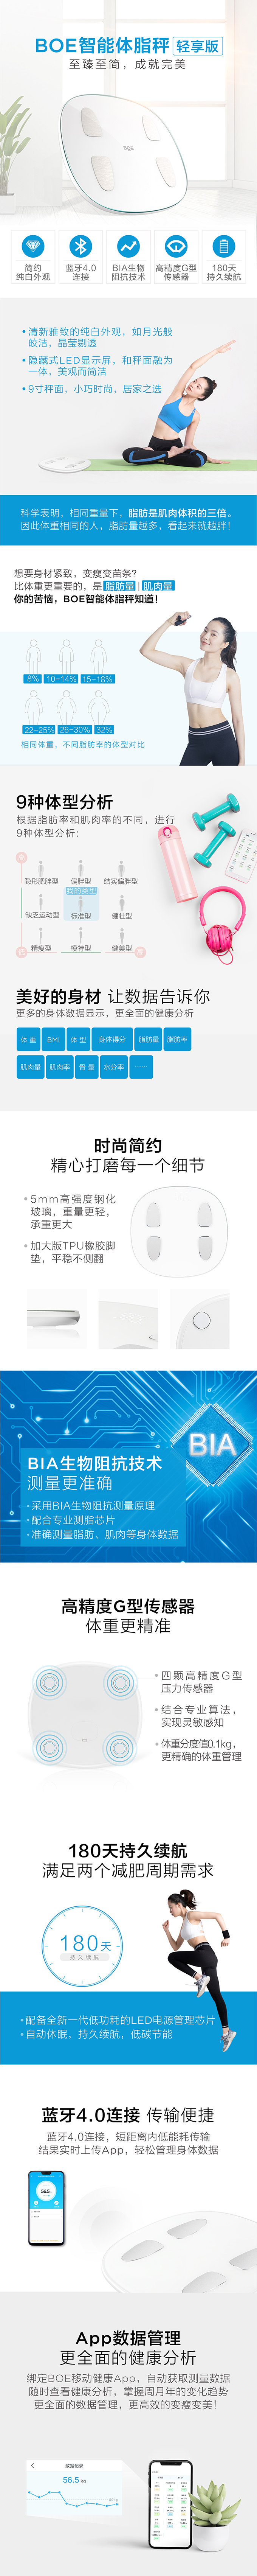 BOE智能体脂秤 轻享版
至臻至简，成就完美
BOE
简约
纯白外观
蓝牙4.0
连接
BIA生物
阻抗技术
高精度G型
传感器
180天
持久续航
•清新雅致的纯白外观，如月光般
皎洁，晶莹剔透
•隐藏式LED显示屏，和秤面融为
一体，美观而简洁
•9寸秤面，小巧时尚，居家之选
科学表明，相同重量下，脂肪是肌肉体积的三倍。
因此体重相同的人，脂肪量越多，看起来就越胖！
想要身材紧致，变瘦变苗条？
比体重更重要的，是 脂肪量 | 肌肉量
你的苦恼，BOE智能体脂秤知道！
8% 10-14% 15-18%
22-25% 26-30% 32%
相同体重，不同脂肪率的体型对比
9种体型分析
根据脂肪率和肌肉率的不同，进行
9种体型分析：
隐形肥胖型 偏胖型 结实偏胖型
我的类型
缺乏运动型 标准型 健壮型
精瘦型 模特型 健美型
美好的身材 让数据告诉你
更多的身体数据显示，更全面的健康分析
体重 BMI 体型 身体得分 脂肪量 脂肪率
肌肉量 肌肉率 骨量 水分率 ······
时尚简约
精心打磨每一个细节
•5mm高强度钢化
玻璃，重量更轻，
承重更大
•加大版TPU橡胶脚
垫，平稳不侧翻
BIA
BIA生物阻抗技术
测量更准确
•采用BIA生物阻抗测量原理
•配合专业测脂芯片
•准确测量脂肪、肌肉等身体数据
高精度G型传感器
体重更精准
•四颗高精度G型
压力传感器
•结合专业算法，
实现灵敏感知
•体重分度值0.1kg，
更精确的体重管理
180天持久续航
满足两个减肥周期需求
180天
持久续航
•配备全新一代低功耗的LED电源管理芯片
•自动休眠，持久续航，低碳节能
蓝牙4.0连接 传输便捷
蓝牙4.0连接，短距离内低能耗传输
结果实时上传App，轻松管理身体数据
56.5
App数据管理
更全面的健康分析
绑定BOE移动健康App，自动获取测量数据
随时查看健康分析，掌握周月年的变化趋势
更全面的数据管理，更高效的变瘦变美！
数据记录
56.5 kg